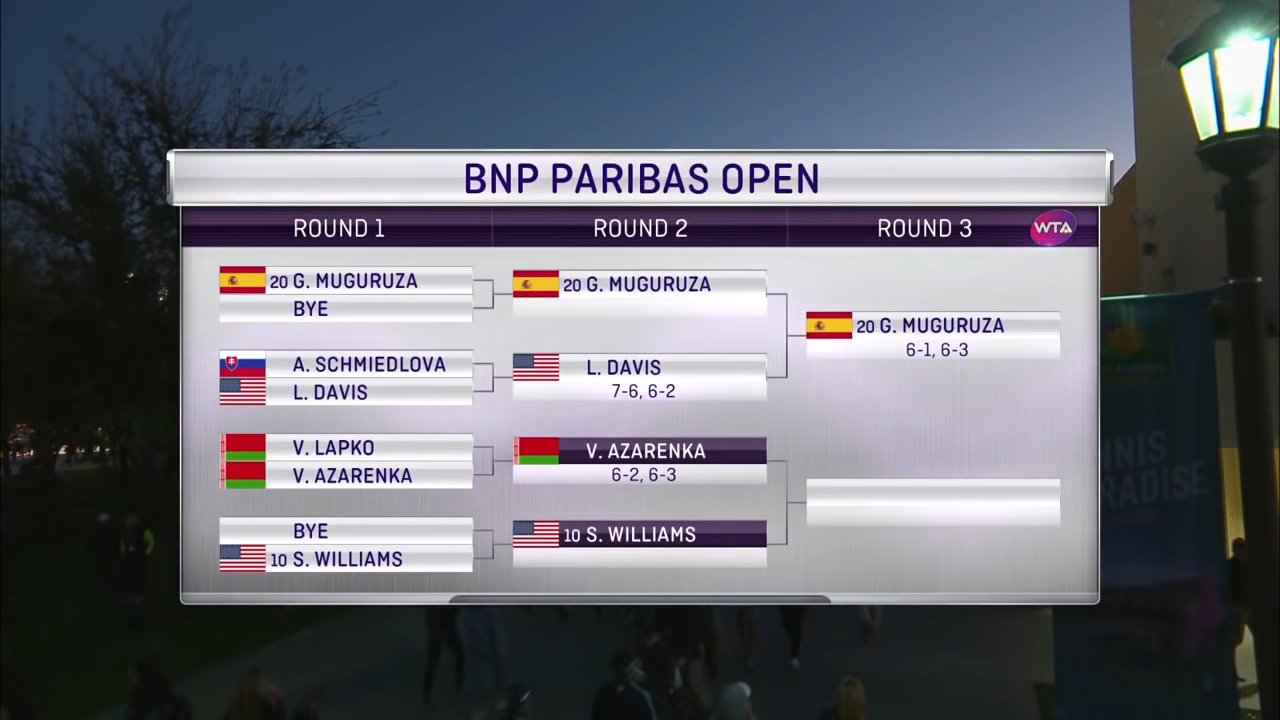 BNP PARIBAS OPEN
ROUND 1
ROUND 2
ROUND 3
WTA
20 G. MUGURUZA
BYE
A. SCHMIEDLOVA
L. DAVIS
V. LAPKO
V. AZARENKA
BYE
10 S. WILLIAMS
20 G. MUGURUZA
L. DAVIS
7-6, 6-2
V. AZARENKA
6-2, 6-3
10 S. WILLIAMS
20 G. MUGURUZA
6-1, 6-3